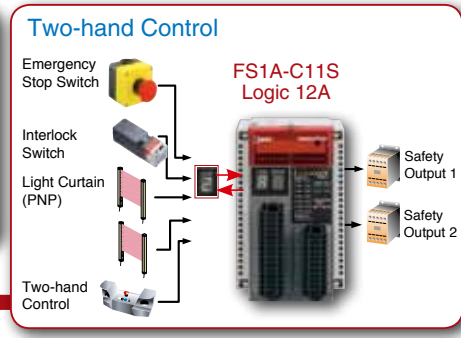 Two-hand Control
Emergency
Stop Switch
FS1A-C11S
Logic 12A
Interlock
Switch
Light Curtain
(PNP)
Safety
Output 1
Safety
Output 2
Two-hand
Control